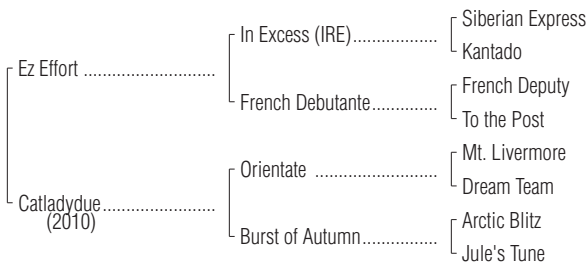 Siberian Express
In Excess (IRE)....................
Kantado
Ez Effort ................................
French Deputy
French Debutante................
To the Post
Mt. Livermore
Orientate .............................
Dream Team
Catladydue...........................
(2010)
Arctic Blitz
Burst of Autumn..................
Jule's Tune